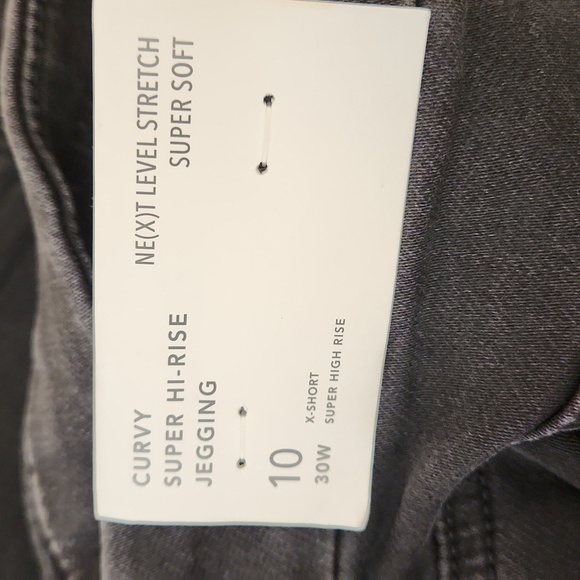 CURVY
SUPER HI-RISE
JEGGING
NE(X)T LEVEL STRETCH
SUPER SOFT
10
30W
X-SHORT
SUPER HIGH RISE